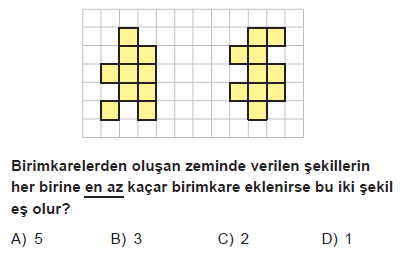 Birimkarelerden oluşan zeminde verilen şekillerin
her birine en az kaçar birimkare eklenirse bu iki şekil
eş olur?
A) 5 B) 3 C) 2 D) 1